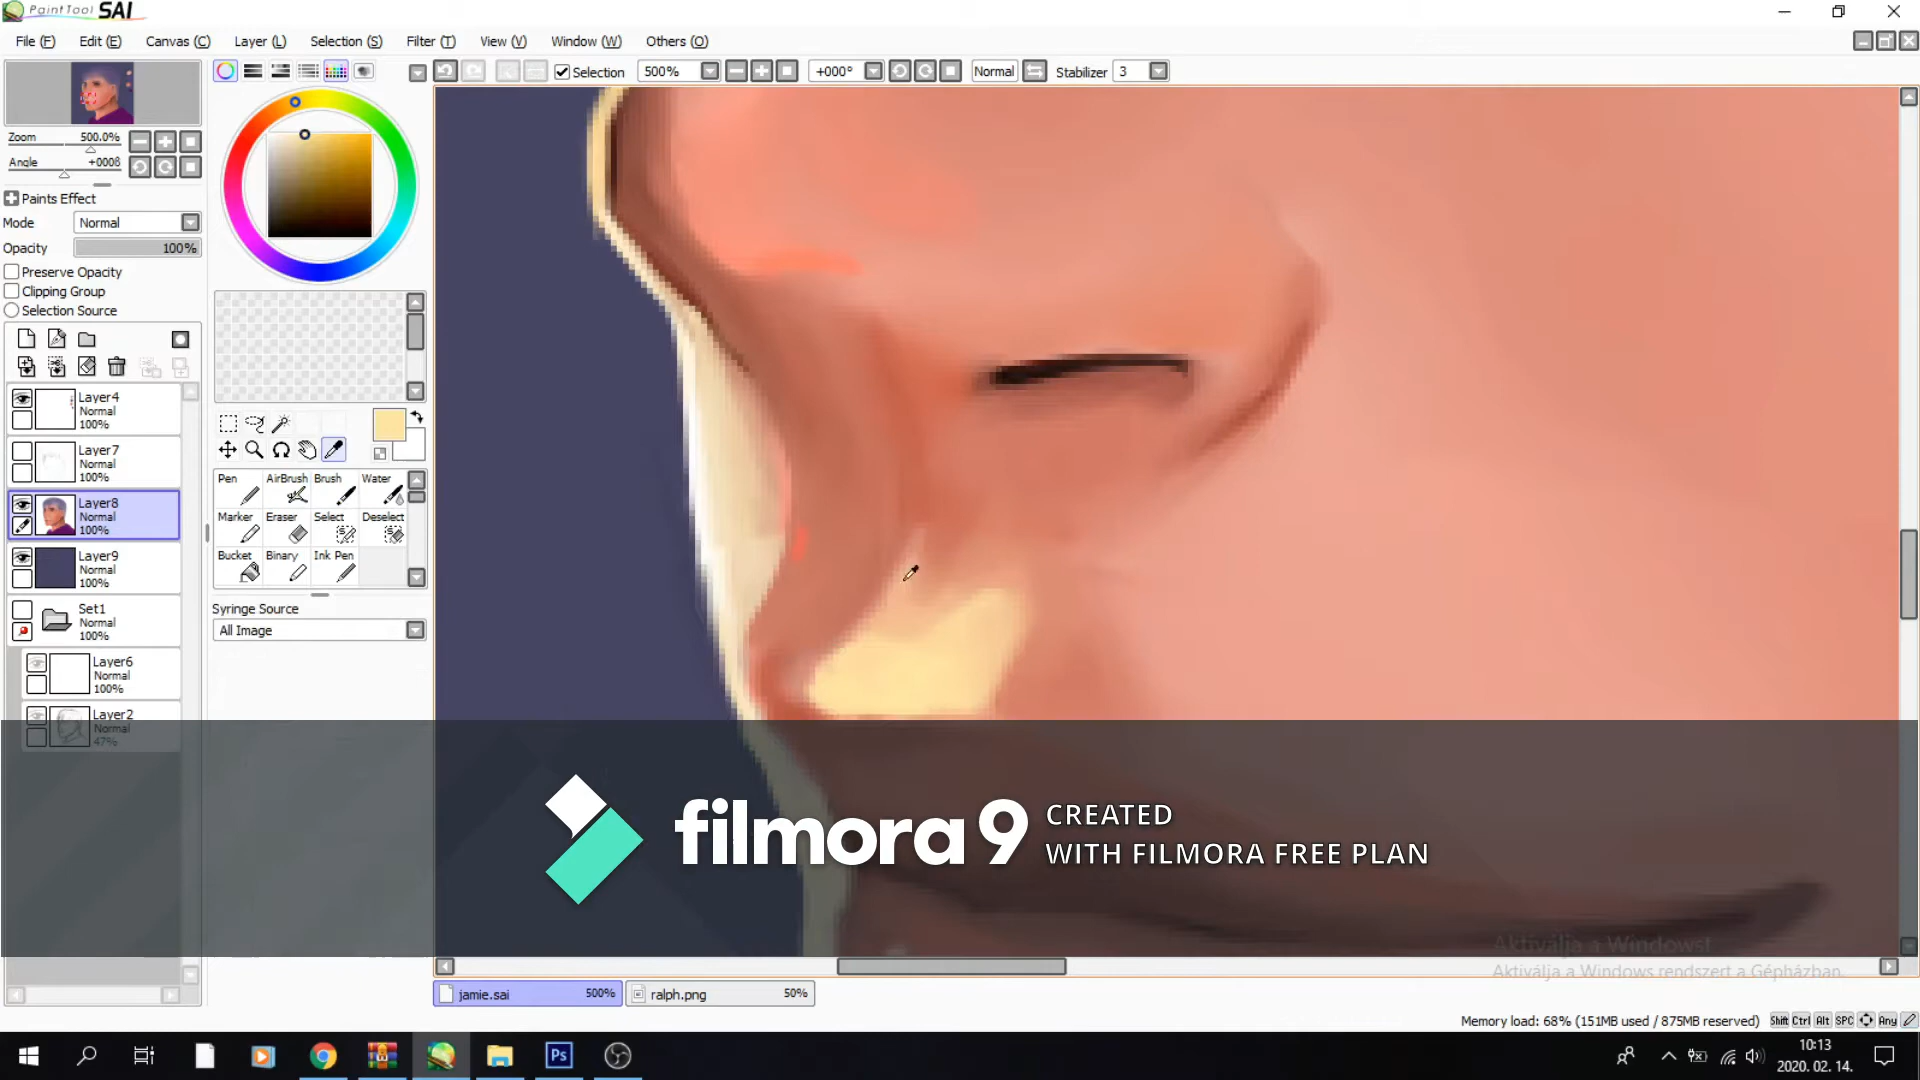 PaintTool SAI
File (F) Edit (E) Canvas (C) Layer (L) Selection (S) Filter (T) View (V) Window (W) Others (O)
Selection 500% +000° Normal Stabilizer 3
Zoom 500.0%
Angle +000ß
Paints Effect
Mode Normal
Opacity 100%
Preserve Opacity
Clipping Group
Selection Source
Layer4
Normal
100%
Layer7
Normal
100%
Layer8
Normal
100%
Layer9
Normal
100%
Set1
Normal
100%
Layer6
Normal
100%
Layer2
Normal
47%
Pen AirBrush Brush Water
Marker Eraser Select Deselect
Bucket Binary Ink Pen
Syringe Source
All Image
filmora9
CREATED
WITH FILMORA FREE PLAN
Aktiválja a Windowst
Aktiválja a Windows rendszert a Gépházban.
jamie.sai 500% ralph.png 50%
Memory load: 68% (151MB used / 875MB reserved) Shift Ctrl Alt SPC Any
Ps
10:13
2020. 02. 14.